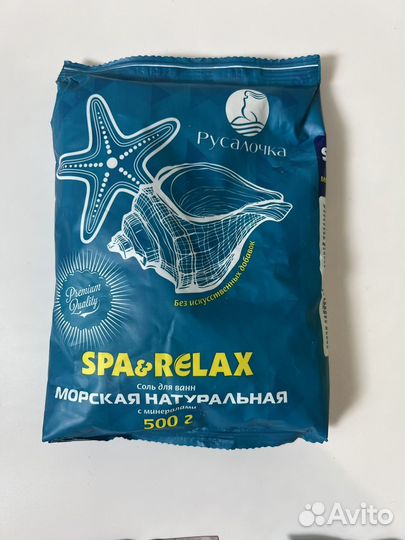 Русалочка
Без искусственных добавок
Premium
Quality
SPA&RELAX
Соль для ванн
МОРСКАЯ НАТУРАЛЬНАЯ
с минералами
500 г
Avito